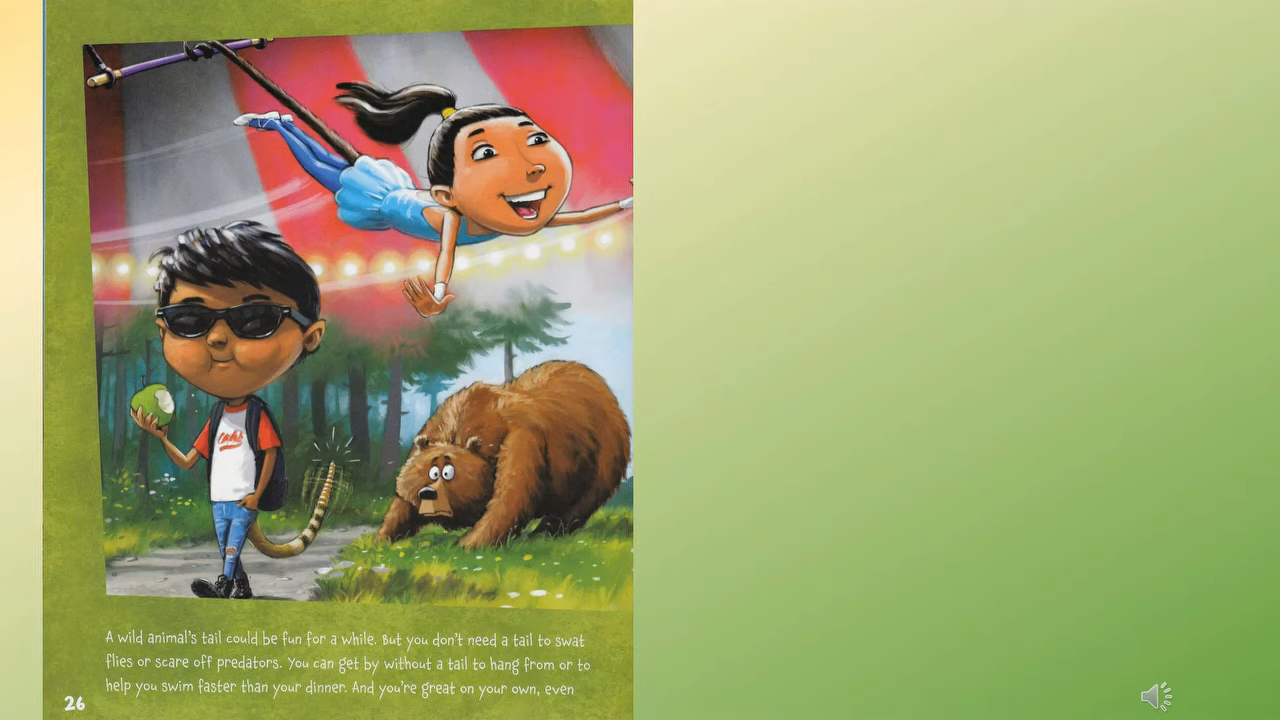 A wild animal's tail could be fun for a while. But you don't need a tail to swat
flies or scare off predators. You can get by without a tail to hang from or to
help you swim faster than your dinner. And you're great on your own, even
26